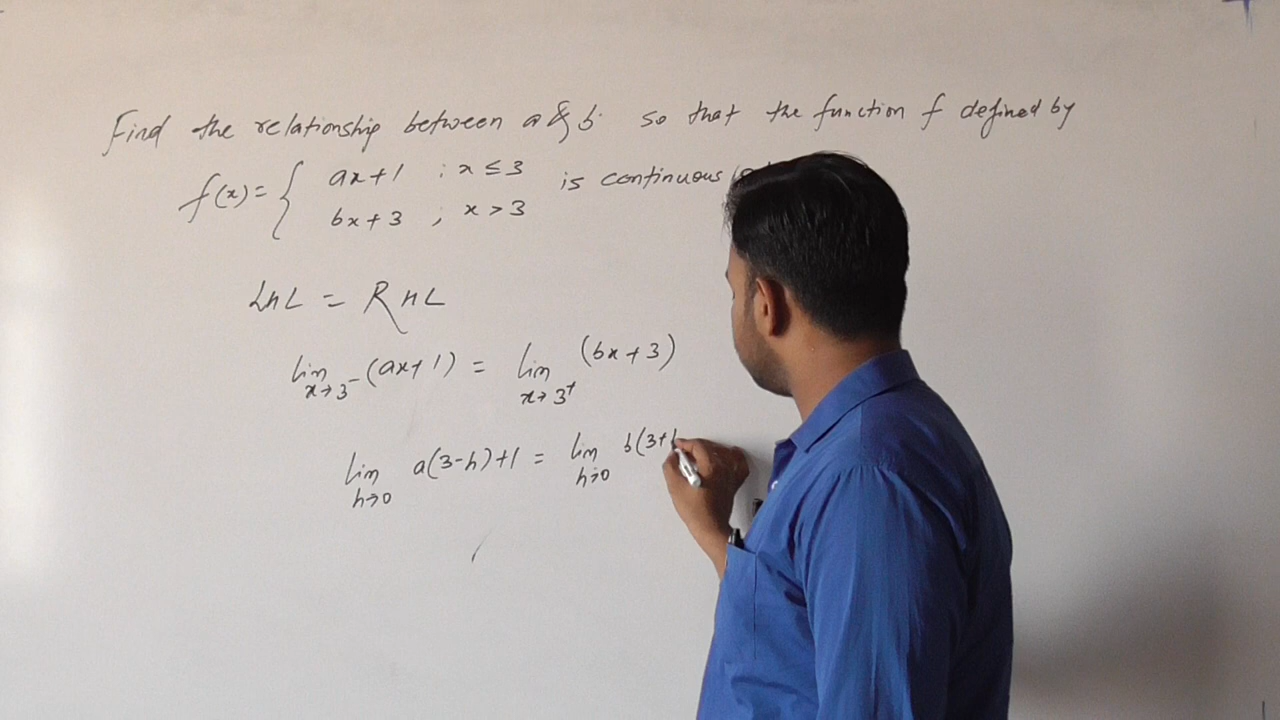 Find the relationship between a & b so that the function f defined by
f(x) = { ax+1 ; x ≤ 3 is continuous
bx+3 , x > 3
LHL = RHL
lim x→3⁻ (ax+1) = lim x→3⁺ (bx+3)
lim h→0 a(3-h)+1 = lim h→0 b(3+